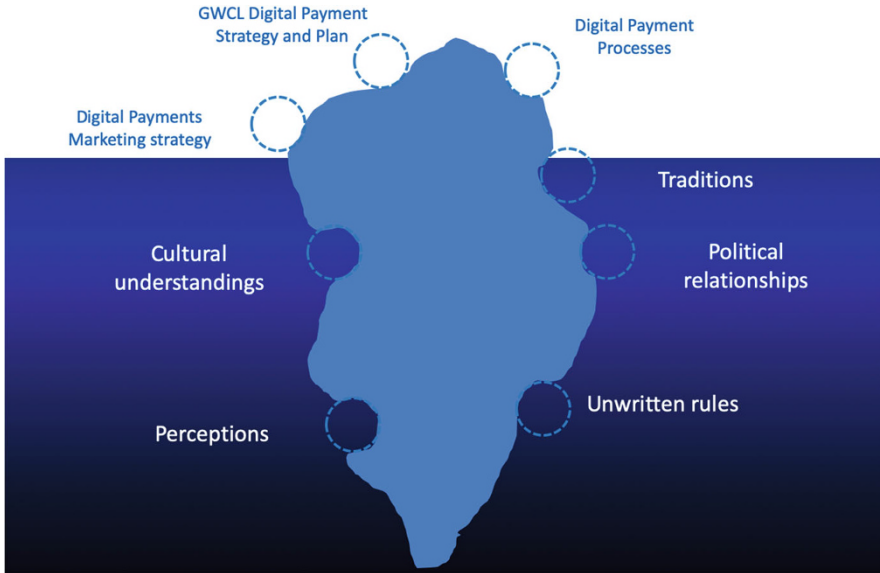 GWCL Digital Payment
Strategy and Plan
Digital Payment
Processes
Digital Payments
Marketing strategy
Traditions
Cultural
understandings
Political
relationships
Unwritten rules
Perceptions